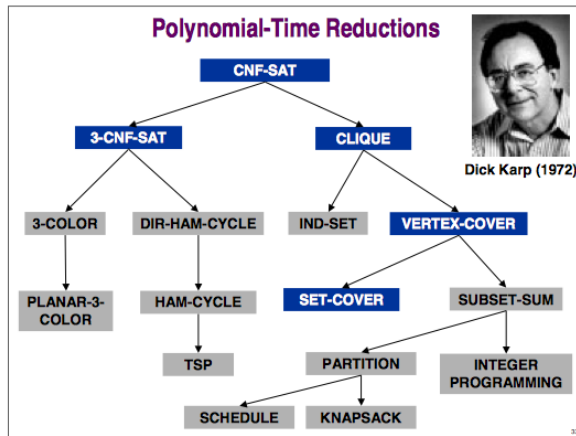 Polynomial-Time Reductions
CNF-SAT
3-CNF-SAT
CLIQUE
Dick Karp (1972)
3-COLOR
DIR-HAM-CYCLE
IND-SET
VERTEX-COVER
PLANAR-3-
COLOR
HAM-CYCLE
SET-COVER
SUBSET-SUM
TSP
PARTITION
INTEGER
PROGRAMMING
SCHEDULE
KNAPSACK